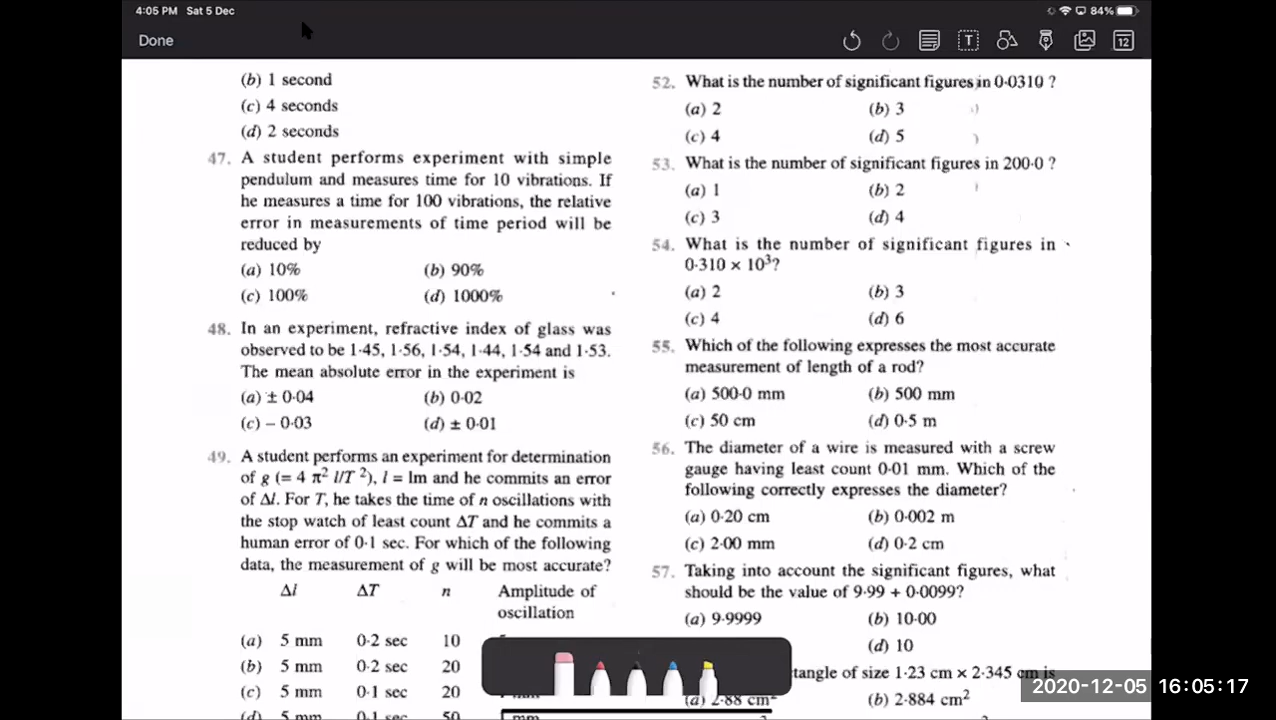 4:05 PM Sat 5 Dec
84%
Done
12
(b) 1 second
(c) 4 seconds
(d) 2 seconds
47. A student performs experiment with simple
pendulum and measures time for 10 vibrations. If
he measures a time for 100 vibrations, the relative
error in measurements of time period will be
reduced by
(a) 10% (b) 90%
(c) 100% (d) 1000%
48. In an experiment, refractive index of glass was
observed to be 1·45, 1·56, 1·54, 1·44, 1·54 and 1·53.
The mean absolute error in the experiment is
(a) ± 0·04 (b) 0·02
(c) – 0·03 (d) ± 0·01
49. A student performs an experiment for determination
of g (= 4 π² l/T ²), l = lm and he commits an error
of Δl. For T, he takes the time of n oscillations with
the stop watch of least count ΔT and he commits a
human error of 0·1 sec. For which of the following
data, the measurement of g will be most accurate?
Δl ΔT n Amplitude of
oscillation
(a) 5 mm 0·2 sec 10
(b) 5 mm 0·2 sec 20
(c) 5 mm 0·1 sec 20
(d) 5 mm 0·1 sec 50 mm
52. What is the number of significant figures in 0·0310 ?
(a) 2 (b) 3
(c) 4 (d) 5
53. What is the number of significant figures in 200·0 ?
(a) 1 (b) 2
(c) 3 (d) 4
54. What is the number of significant figures in
0·310 × 10³?
(a) 2 (b) 3
(c) 4 (d) 6
55. Which of the following expresses the most accurate
measurement of length of a rod?
(a) 500·0 mm (b) 500 mm
(c) 50 cm (d) 0·5 m
56. The diameter of a wire is measured with a screw
gauge having least count 0·01 mm. Which of the
following correctly expresses the diameter?
(a) 0·20 cm (b) 0·002 m
(c) 2·00 mm (d) 0·2 cm
57. Taking into account the significant figures, what
should be the value of 9·99 + 0·0099?
(a) 9·9999 (b) 10·00
(d) 10
tangle of size 1·23 cm × 2·345 cm is
(a) 2·88 cm² (b) 2·884 cm²
2020-12-05 16:05:17